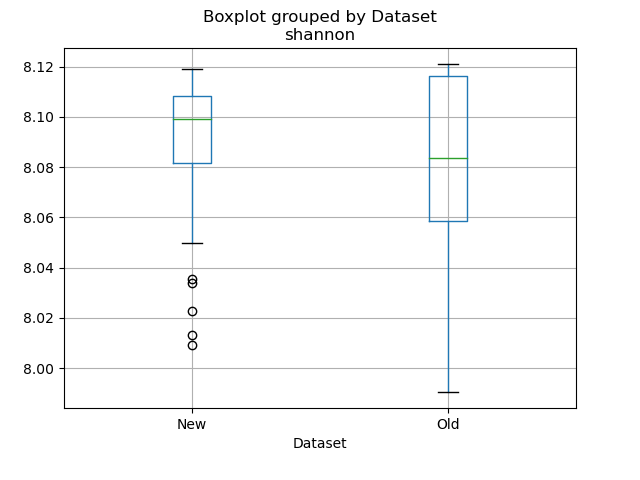 Boxplot grouped by Dataset
shannon
8.12
8.10
8.08
8.06
8.04
8.02
8.00
New
Old
Dataset